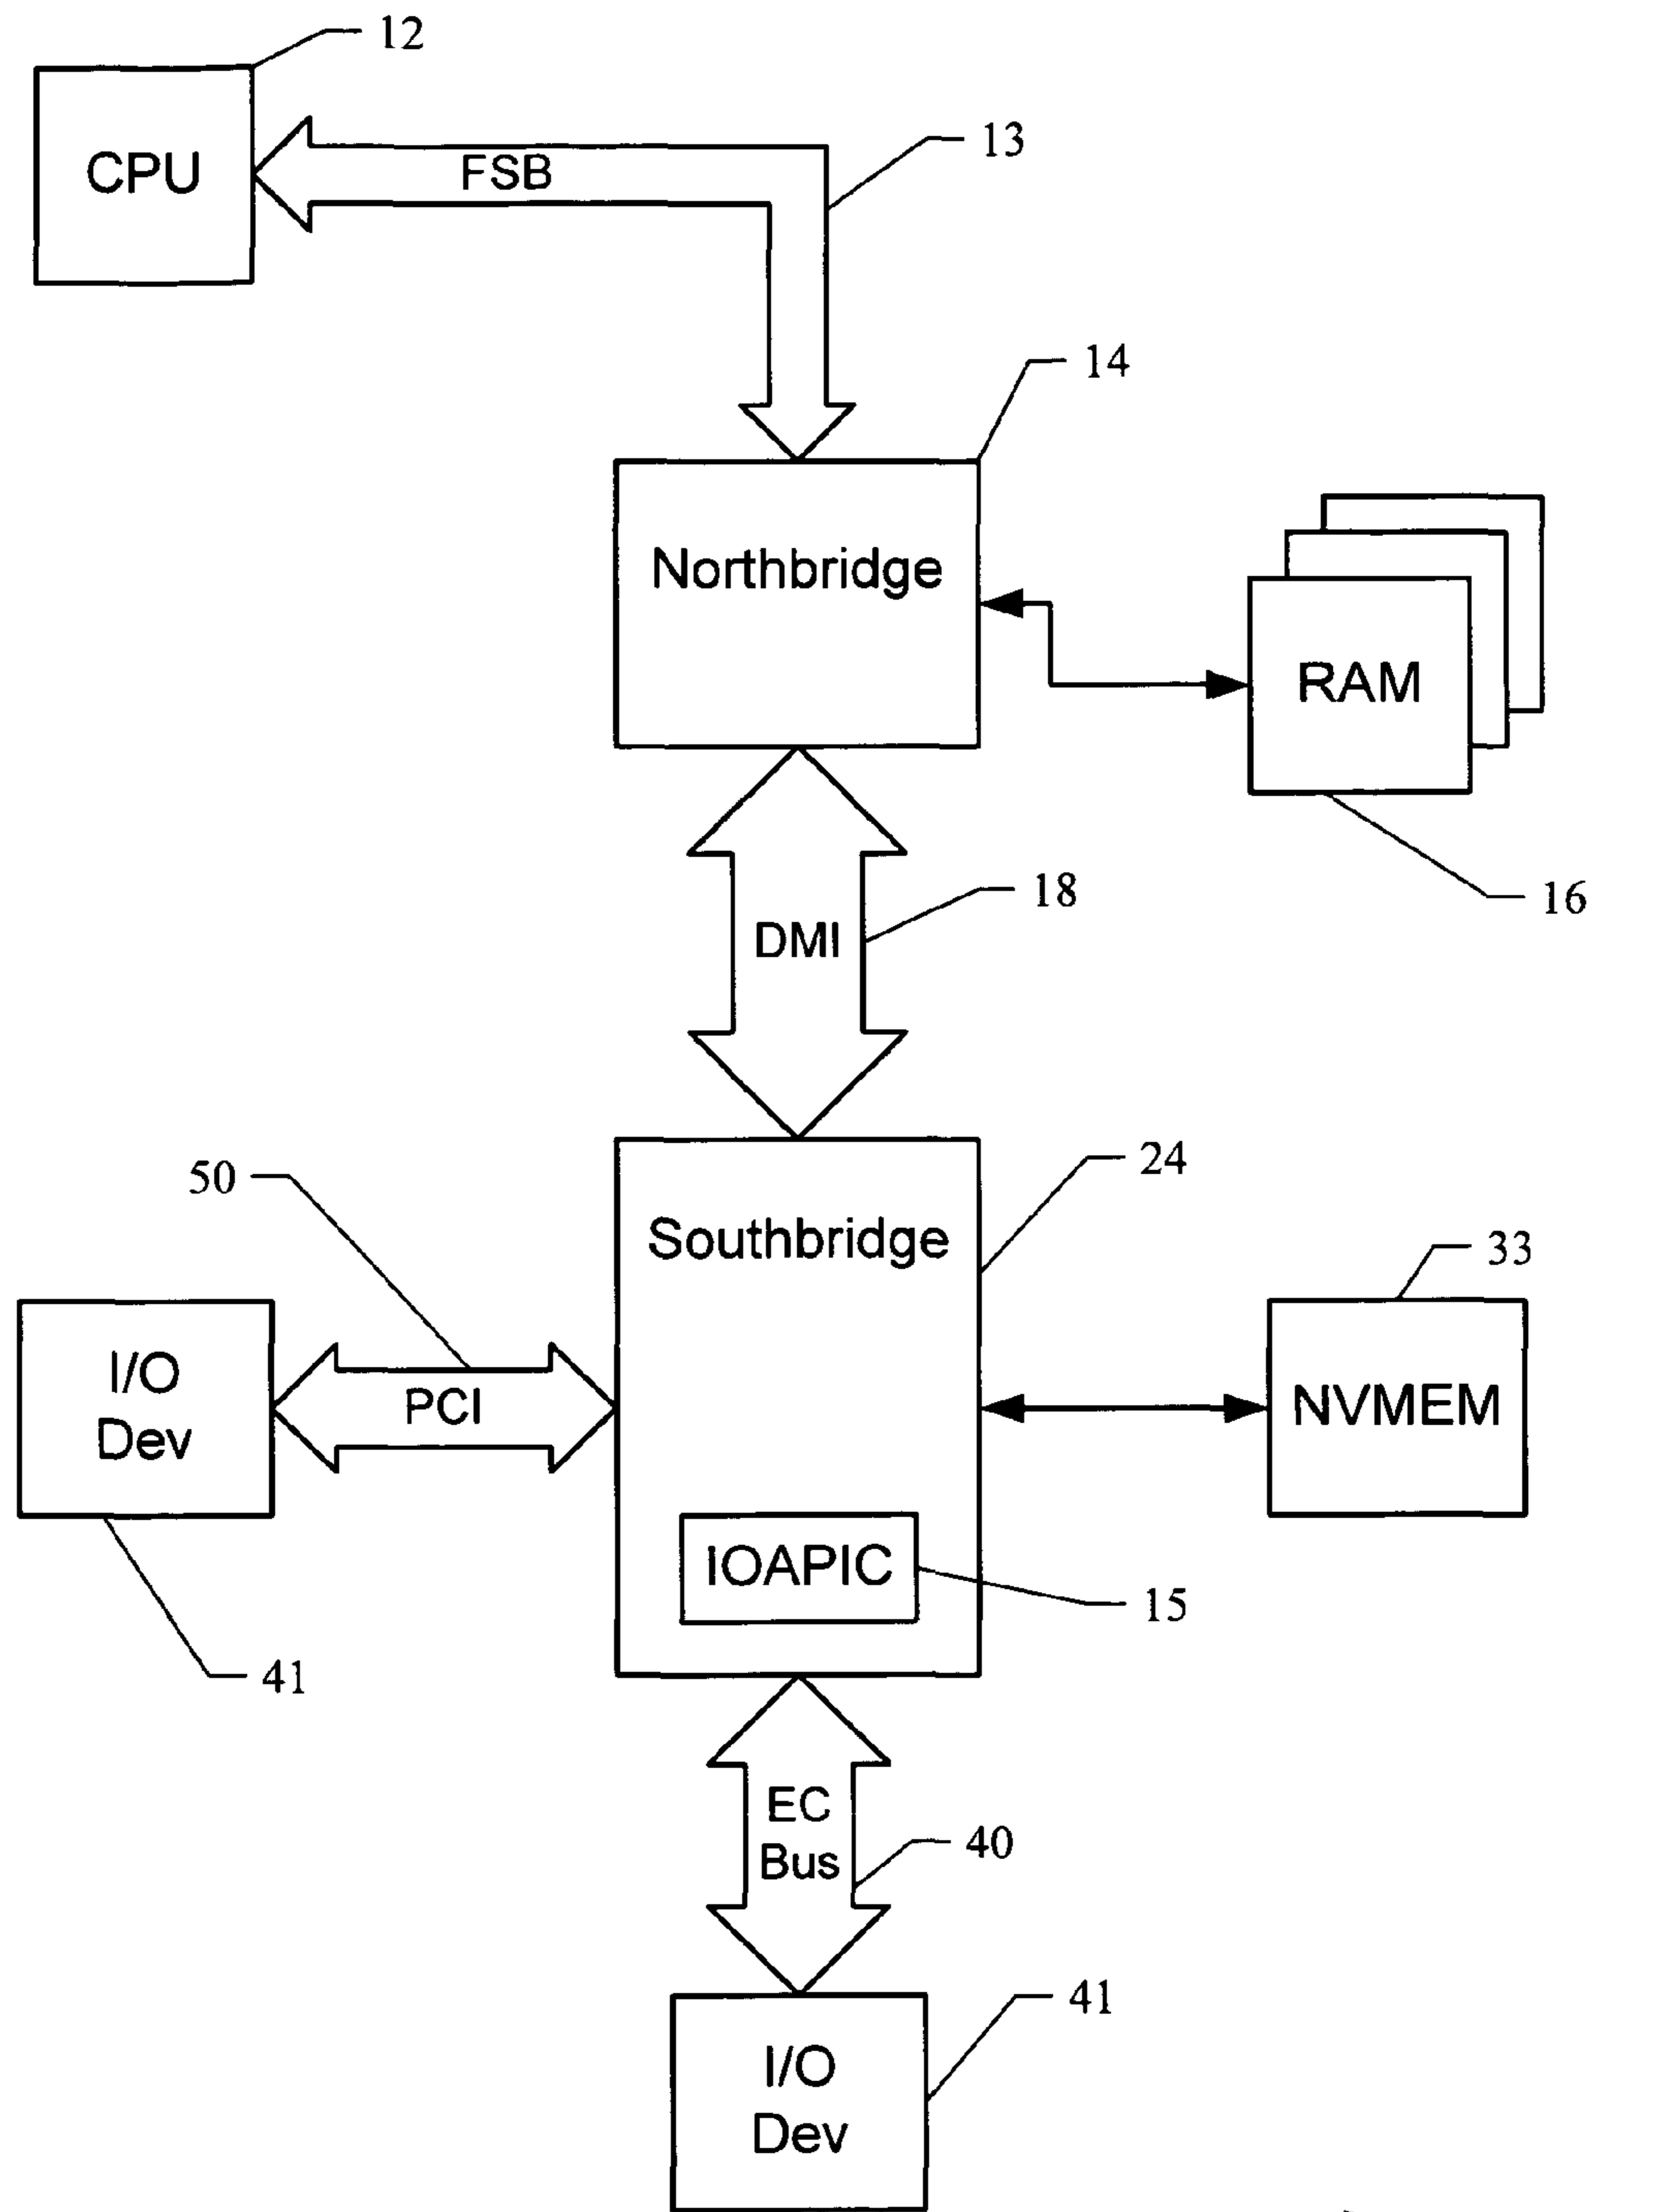 12
CPU
FSB
13
14
Northbridge
RAM
16
18
DMI
24
50
Southbridge
33
I/O
Dev
PCI
NVMEM
IOAPIC
15
41
EC
Bus
40
41
I/O
Dev